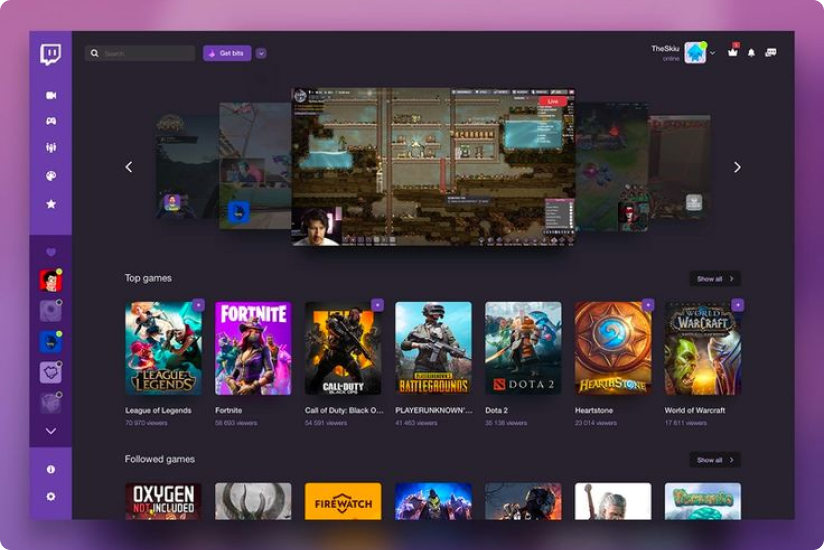 Search
Get bits
TheSkiu
online
Live
Top games
Show all
LEAGUE OF LEGENDS
FORTNITE
CALL OF DUTY
BLACK OPS
PLAYERUNKNOWN'S
BATTLEGROUNDS
DOTA 2
HEARTHSTONE
WORLD OF WARCRAFT
League of Legends
Fortnite
Call of Duty: Black O...
PLAYERUNKNOWN'...
Dota 2
Heartstone
World of Warcraft
70 970 viewers
56 693 viewers
54 591 viewers
41 463 viewers
35 138 viewers
20 014 viewers
17 611 viewers
Followed games
Show all
OXYGEN
NOT INCLUDED
FIREWATCH
Terraria